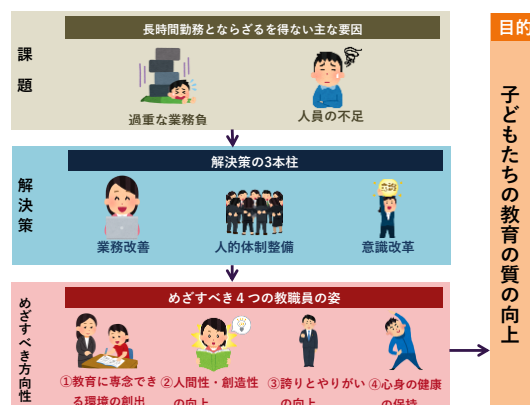 課題
長時間勤務とならざるを得ない主な要因
過重な業務負
人員の不足
解決策
解決策の3本柱
業務改善
人的体制整備
意識
意識改革
めざすべき方向性
めざすべき４つの教職員の姿
①教育に専念でき
る環境の創出
②人間性・創造性
の向上
③誇りとやりがい
の向上
④心身の健康
の保持
目的
子どもたちの教育の質の向上